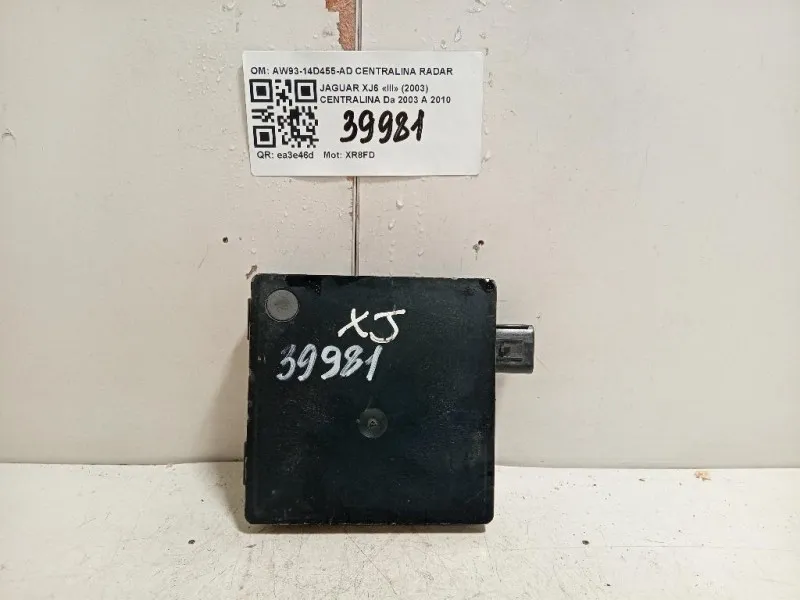 OM: AW93-14D455-AD CENTRALINA RADAR
JAGUAR XJ6 «III» (2003)
CENTRALINA Da 2003 A 2010
39981
QR: ea3e46d Mot: XR8FD
XJ
39981